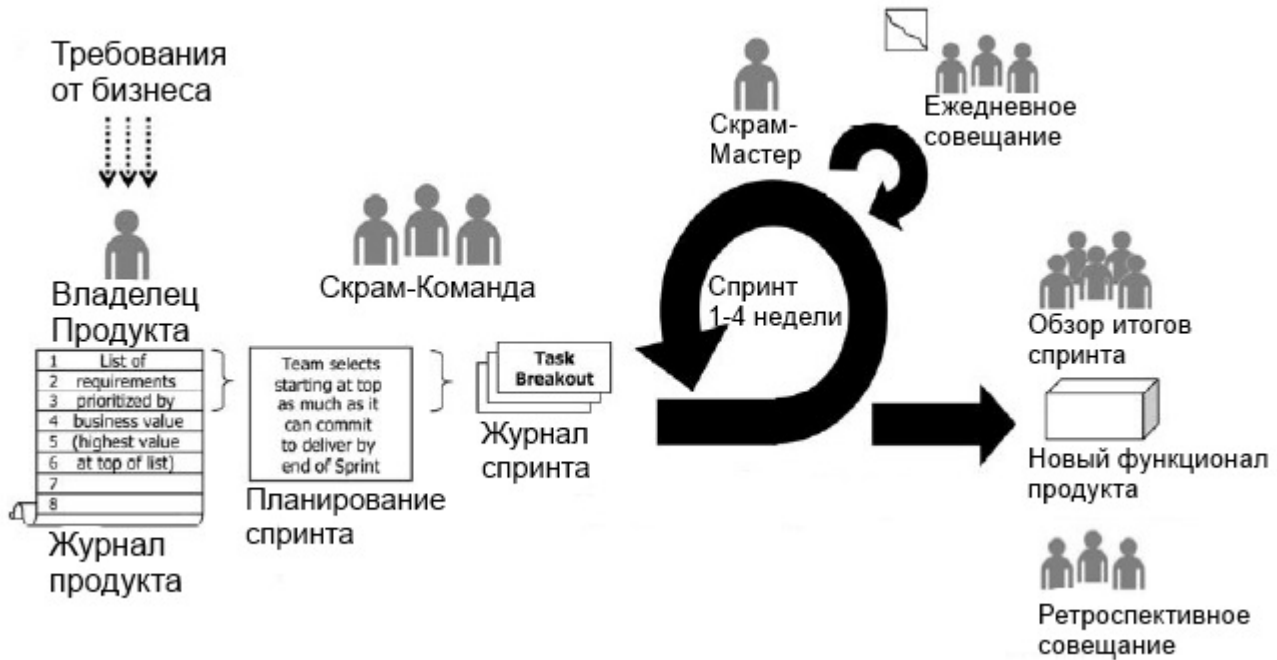 Требования
от бизнеса
Владелец
Продукта
1 List of
2 requirements
3 prioritized by
4 business value
5 (highest value
6 at top of list)
7
8
Журнал
продукта
Скрам-Команда
Team selects
starting at top
as much as it
can commit
to deliver by
end of Sprint
Планирование
спринта
Task
Breakout
Журнал
спринта
Скрам-
Мастер
Ежедневное
совещание
Спринт
1-4 недели
Обзор итогов
спринта
Новый функционал
продукта
Ретроспективное
совещание